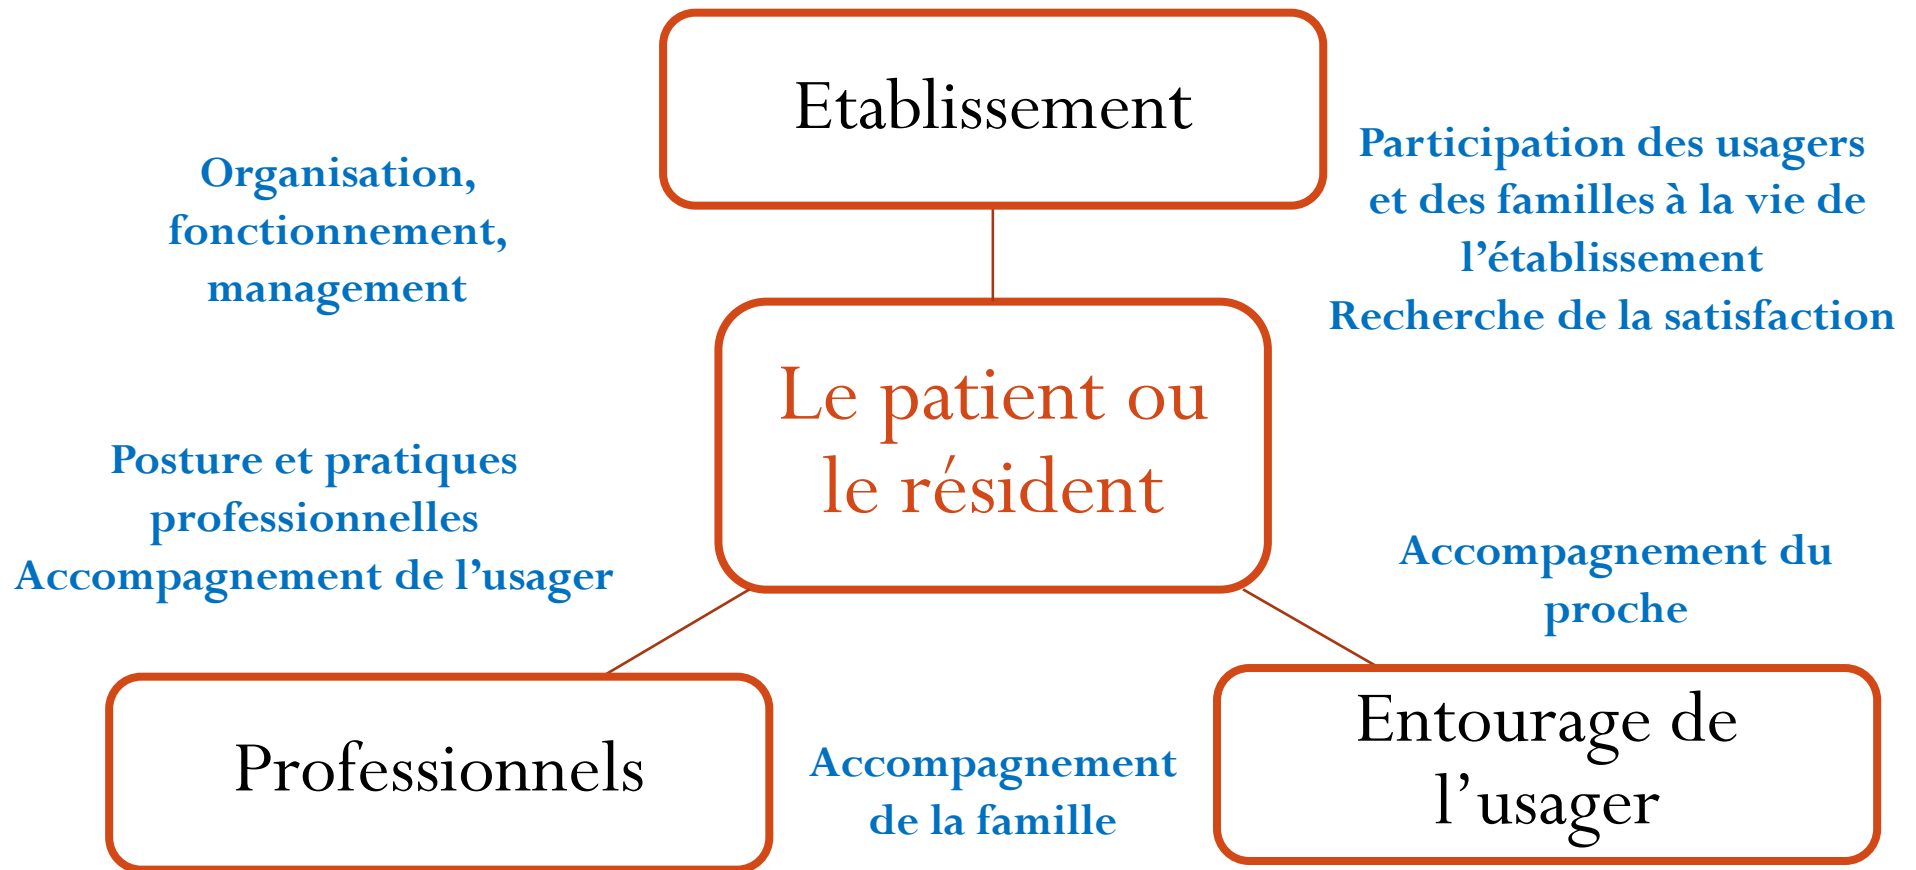 Etablissement
Organisation,
fonctionnement,
management
Participation des usagers
et des familles à la vie de
l’établissement
Recherche de la satisfaction
Le patient ou
le résident
Posture et pratiques
professionnelles
Accompagnement de l’usager
Accompagnement du
proche
Professionnels
Accompagnement
de la famille
Entourage de
l’usager